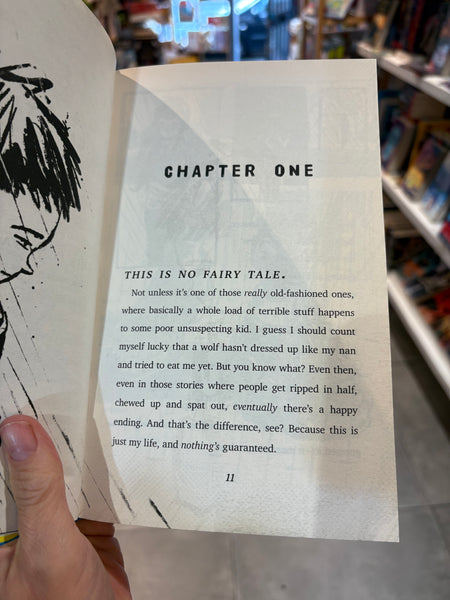 CHAPTER ONE
THIS IS NO FAIRY TALE.
Not unless it's one of those really old-fashioned ones,
where basically a whole load of terrible stuff happens
to some poor unsuspecting kid. I guess I should count
myself lucky that a wolf hasn't dressed up like my nan
and tried to eat me yet. But you know what? Even then,
even in those stories where people get ripped in half,
chewed up and spat out, eventually there's a happy
ending. And that's the difference, see? Because this is
just my life, and nothing's guaranteed.
11